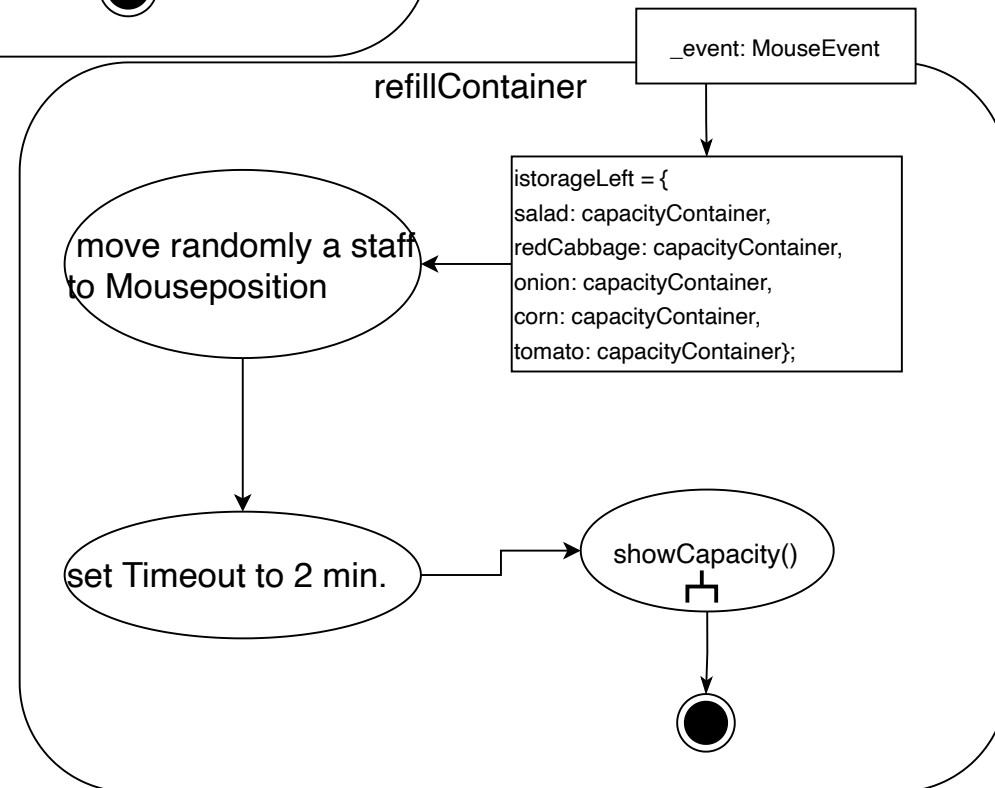 _event: MouseEvent
refillContainer
istorageLeft = {
salad: capacityContainer,
redCabbage: capacityContainer,
onion: capacityContainer,
corn: capacityContainer,
tomato: capacityContainer};
move randomly a staff
to Mouseposition
set Timeout to 2 min.
showCapacity()